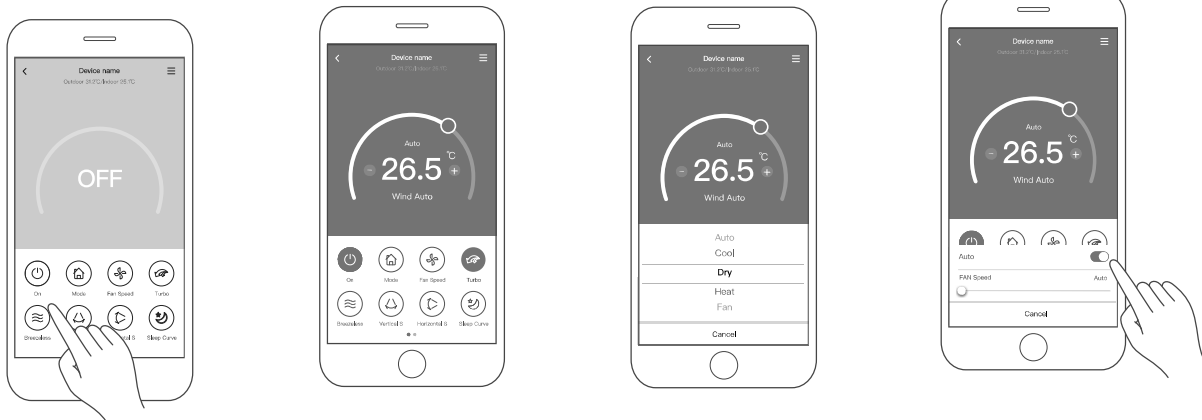 Device name
Outdoor 31.2°C/Indoor 25.1°C
OFF
On Mode Fan Speed Turbo
Breezeless Horizontal S Sleep Curve
Device name
Auto
26.5 °C
Wind Auto
On Mode Fan Speed Turbo
Breezeless Vertical S Horizontal S Sleep Curve
Device name
Auto
26.5 °C
Wind Auto
Auto
Cool
Dry
Heat
Fan
Cancel
Device name
Auto
26.5 °C
Wind Auto
Auto
FAN Speed Auto
Cancel